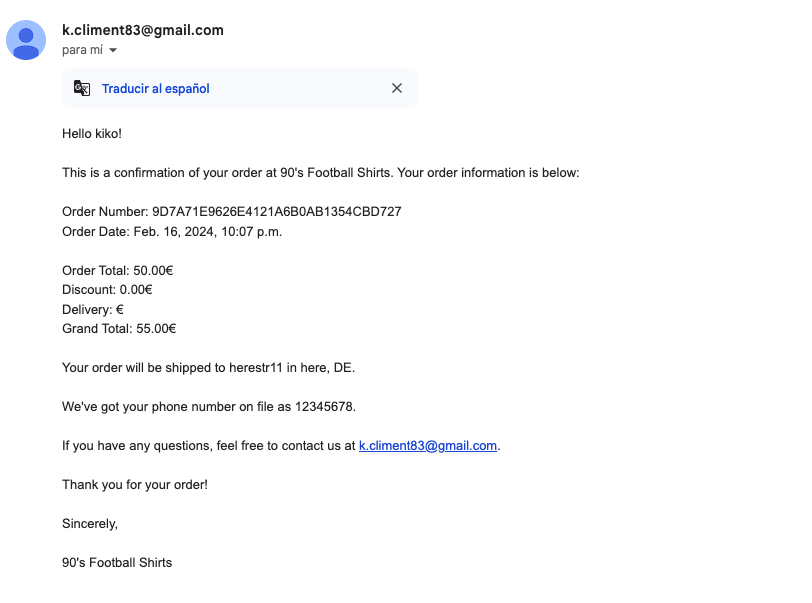 k.climent83@gmail.com
para mí
Traducir al español
Hello kiko!
This is a confirmation of your order at 90's Football Shirts. Your order information is below:
Order Number: 9D7A71E9626E4121A6B0AB1354CBD727
Order Date: Feb. 16, 2024, 10:07 p.m.
Order Total: 50.00€
Discount: 0.00€
Delivery: €
Grand Total: 55.00€
Your order will be shipped to herestr11 in here, DE.
We've got your phone number on file as 12345678.
If you have any questions, feel free to contact us at k.climent83@gmail.com.
Thank you for your order!
Sincerely,
90's Football Shirts